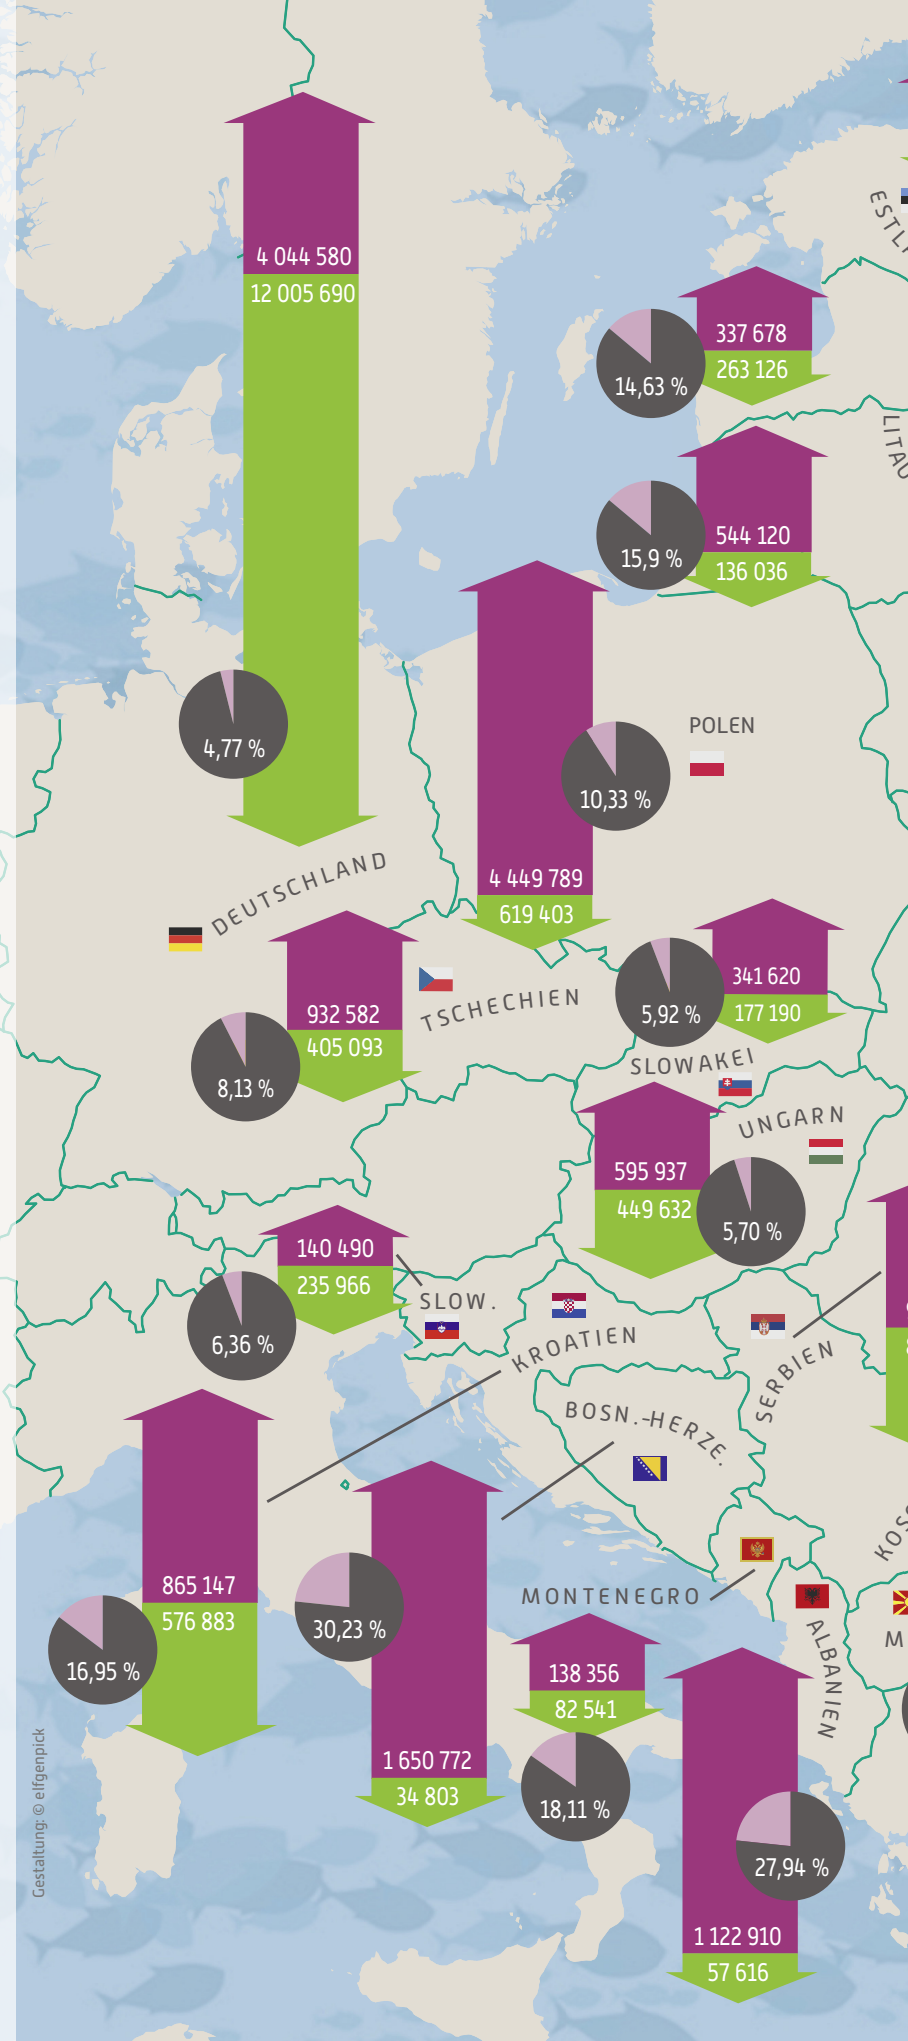 4 044 580
12 005 690
4,77 %
DEUTSCHLAND
337 678
263 126
14,63 %
544 120
136 036
15,9 %
4 449 789
619 403
10,33 %
POLEN
932 582
405 093
8,13 %
TSCHECHIEN
341 620
177 190
5,92 %
SLOWAKEI
595 937
449 632
5,70 %
UNGARN
140 490
235 966
6,36 %
SLOW.
KROATIEN
SERBIEN
BOSN.-HERZE.
865 147
576 883
16,95 %
30,23 %
1 650 772
34 803
MONTENEGRO
138 356
82 541
18,11 %
ALBANIEN
1 122 910
57 616
27,94 %
LITAU
KOSS
M
Gestaltung: © elfgenpick